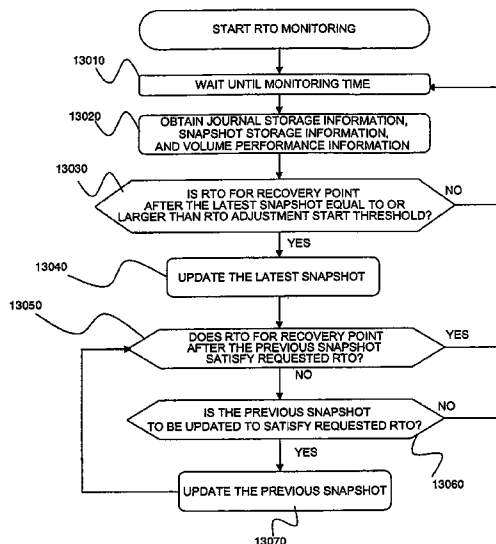 START RTO MONITORING
13010
WAIT UNTIL MONITORING TIME
13020
OBTAIN JOURNAL STORAGE INFORMATION,
SNAPSHOT STORAGE INFORMATION,
AND VOLUME PERFORMANCE INFORMATION
13030
IS RTO FOR RECOVERY POINT
AFTER THE LATEST SNAPSHOT EQUAL TO OR
LARGER THAN RTO ADJUSTMENT START THRESHOLD?
NO
YES
13040
UPDATE THE LATEST SNAPSHOT
13050
DOES RTO FOR RECOVERY POINT
AFTER THE PREVIOUS SNAPSHOT
SATISFY REQUESTED RTO?
YES
NO
IS THE PREVIOUS SNAPSHOT
TO BE UPDATED TO SATISFY REQUESTED RTO?
NO
YES
13060
UPDATE THE PREVIOUS SNAPSHOT
13070